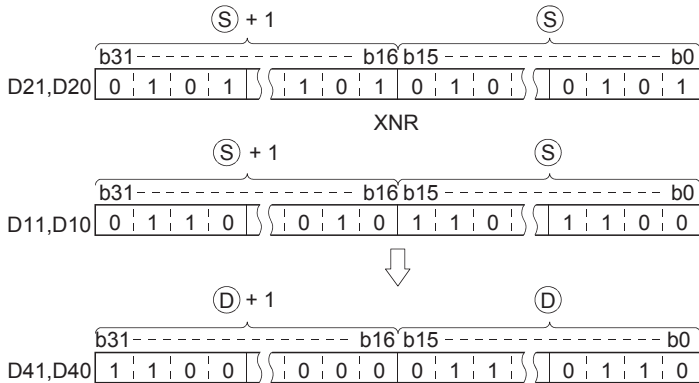 Ⓢ + 1 Ⓢ
b31 b16 b15 b0
D21,D20 0 1 0 1 1 0 1 0 1 0 0 1 0 1
XNR
Ⓢ + 1 Ⓢ
b31 b16 b15 b0
D11,D10 0 1 1 0 0 1 0 1 1 0 1 1 0 0
Ⓓ + 1 Ⓓ
b31 b16 b15 b0
D41,D40 1 1 0 0 0 0 0 0 1 1 0 1 1 0